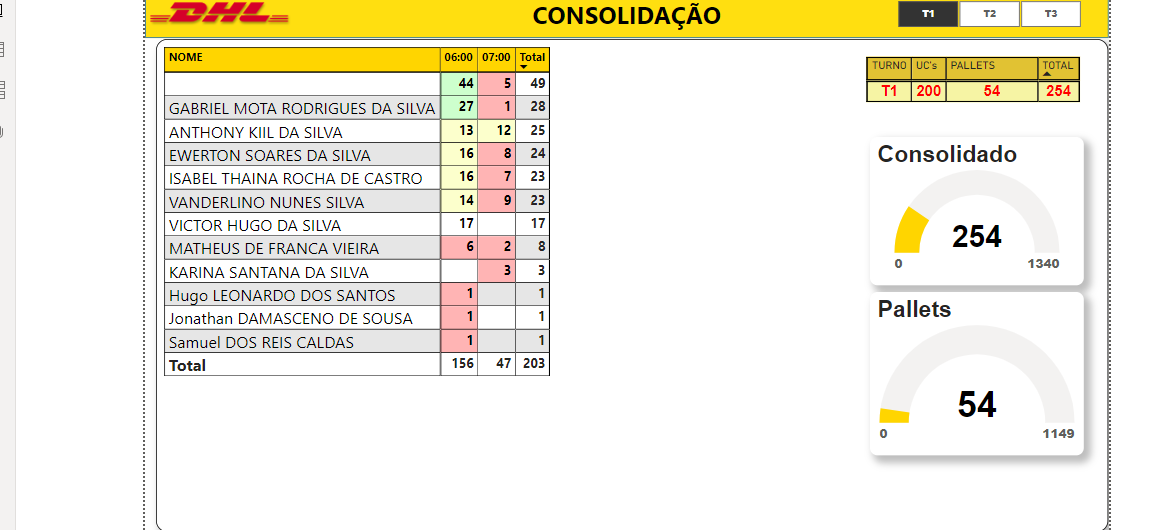 DHL CONSOLIDAÇÃO T1 T2 T3
NOME 06:00 07:00 Total
44 5 49
GABRIEL MOTA RODRIGUES DA SILVA 27 1 28
ANTHONY KIIL DA SILVA 13 12 25
EWERTON SOARES DA SILVA 16 8 24
ISABEL THAINA ROCHA DE CASTRO 16 7 23
VANDERLINO NUNES SILVA 14 9 23
VICTOR HUGO DA SILVA 17 17
MATHEUS DE FRANCA VIEIRA 6 2 8
KARINA SANTANA DA SILVA 3 3
Hugo LEONARDO DOS SANTOS 1 1
Jonathan DAMASCENO DE SOUSA 1 1
Samuel DOS REIS CALDAS 1 1
Total 156 47 203
TURNO UC's PALLETS TOTAL
T1 200 54 254
Consolidado
254
0 1340
Pallets
54
0 1149